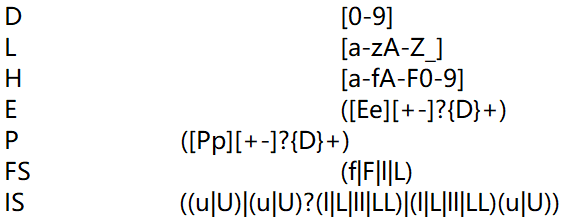 D [0-9]
L [a-zA-Z_]
H [a-fA-F0-9]
E ([Ee][+-]?{D}+)
P ([Pp][+-]?{D}+)
FS (f|F|l|L)
IS ((u|U)|(u|U)?(l|L|ll|LL)|(l|L|ll|LL)(u|U))